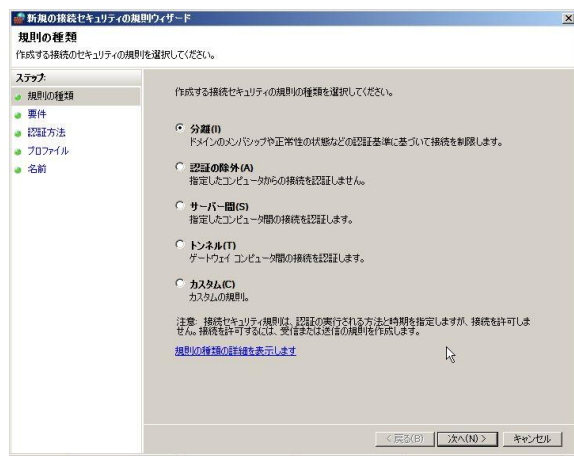 新規の接続セキュリティの規則ウィザード
規則の種類
作成する接続のセキュリティの規則を選択してください。
ステップ:
規則の種類
要件
認証方法
プロファイル
名前
作成する接続セキュリティの規則の種類を選択してください。
分離(I)
ドメインのメンバシップや正常性の状態などの認証基準に基づいて接続を制限します。
認証の除外(A)
指定したコンピュータからの接続を認証しません。
サーバー間(S)
指定したコンピュータ間の接続を認証します。
トンネル(T)
ゲートウェイ コンピュータ間の接続を認証します。
カスタム(C)
カスタムの規則。
注意: 接続セキュリティ規則は、認証の実行される方法と時期を指定しますが、接続を許可しま
せん。接続を許可するには、受信または送信の規則を作成します。
規則の種類の詳細を表示します
< 戻る(B)
次へ(N) >
キャンセル